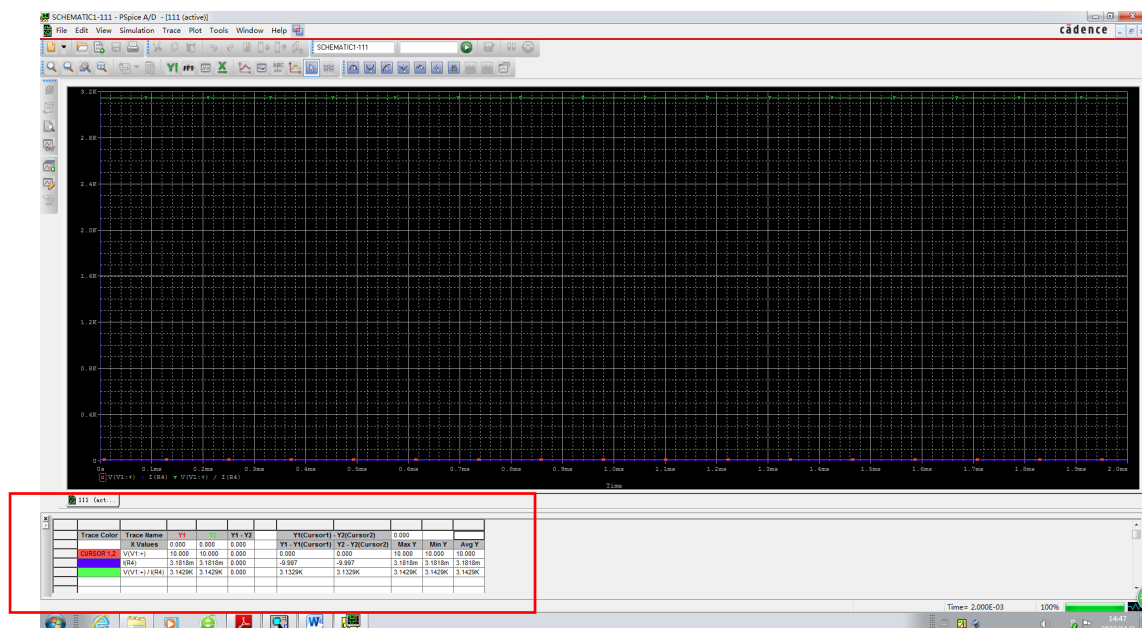 SCHEMATIC1-111 - PSpice A/D - [111 (active)]
File Edit View Simulation Trace Plot Tools Window Help
cādence
SCHEMATIC1-111
3.2K
2.8K
2.4K
2.0K
1.6K
1.2K
0.8K
0.4K
0
0s 0.1ms 0.2ms 0.3ms 0.4ms 0.5ms 0.6ms 0.7ms 0.8ms 0.9ms 1.0ms 1.1ms 1.2ms 1.3ms 1.4ms 1.5ms 1.6ms 1.7ms 1.8ms 1.9ms 2.0ms
V(V1:+) I(R4) V(V1:+) / I(R4)
Time
111 (act...
Trace Color Trace Name Y1 Y2 Y1 - Y2 Y1(Cursor1) - Y2(Cursor2) 0.000
X Values 0.000 0.000 0.000 Y1 - Y1(Cursor1) Y2 - Y2(Cursor2) Max Y Min Y Avg Y
CURSOR 1,2 V(V1:+) 10.000 10.000 0.000 0.000 0.000 10.000 10.000 10.000
I(R4) 3.1818m 3.1818m 0.000 -9.997 -9.997 3.1818m 3.1818m 3.1818m
V(V1:+) / I(R4) 3.1429K 3.1429K 0.000 3.1329K 3.1329K 3.1429K 3.1429K 3.1429K
Time= 2.000E-03 100%
14:47